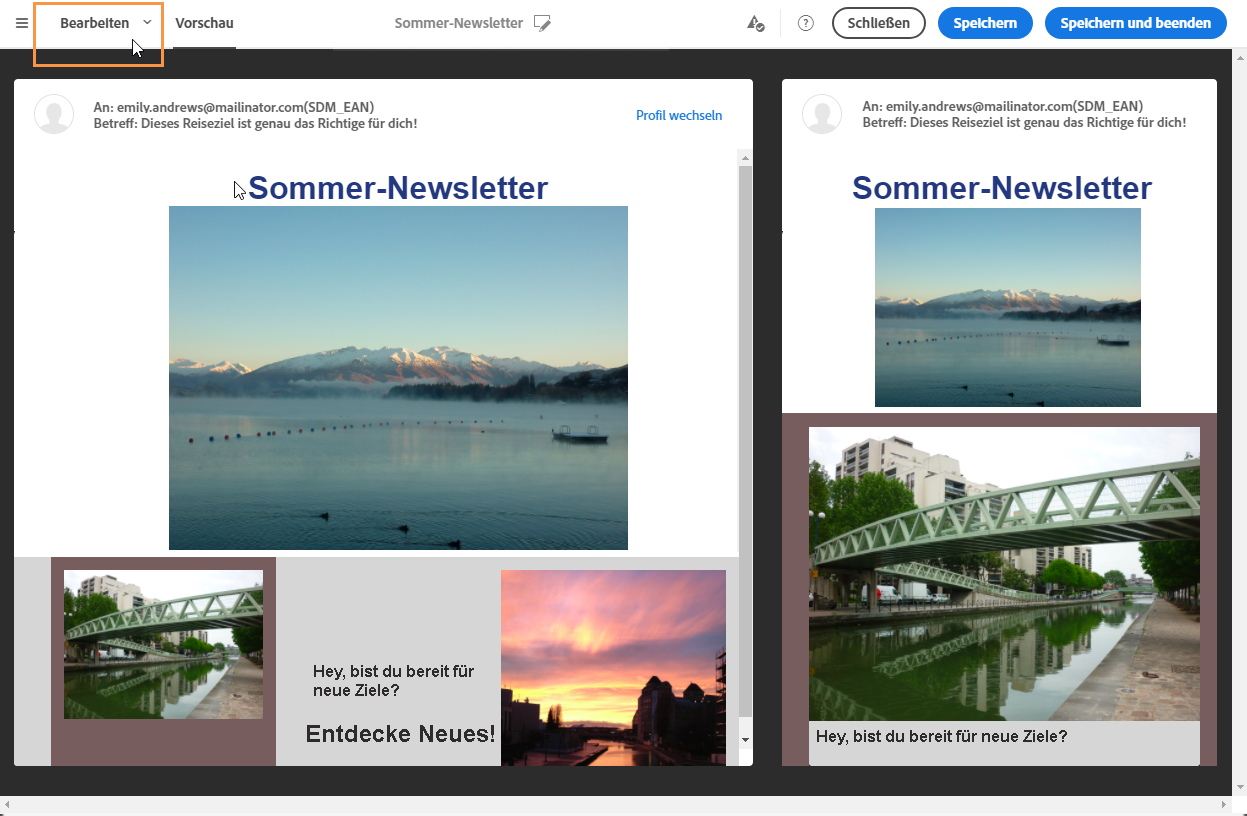 Bearbeiten
Vorschau
Sommer-Newsletter
?
Schließen
Speichern
Speichern und beenden
An: emily.andrews@mailinator.com(SDM_EAN)
Betreff: Dieses Reiseziel ist genau das Richtige für dich!
Profil wechseln
Sommer-Newsletter
Hey, bist du bereit für
neue Ziele?
Entdecke Neues!
An: emily.andrews@mailinator.com(SDM_EAN)
Betreff: Dieses Reiseziel ist genau das Richtige für dich!
Sommer-Newsletter
Hey, bist du bereit für neue Ziele?